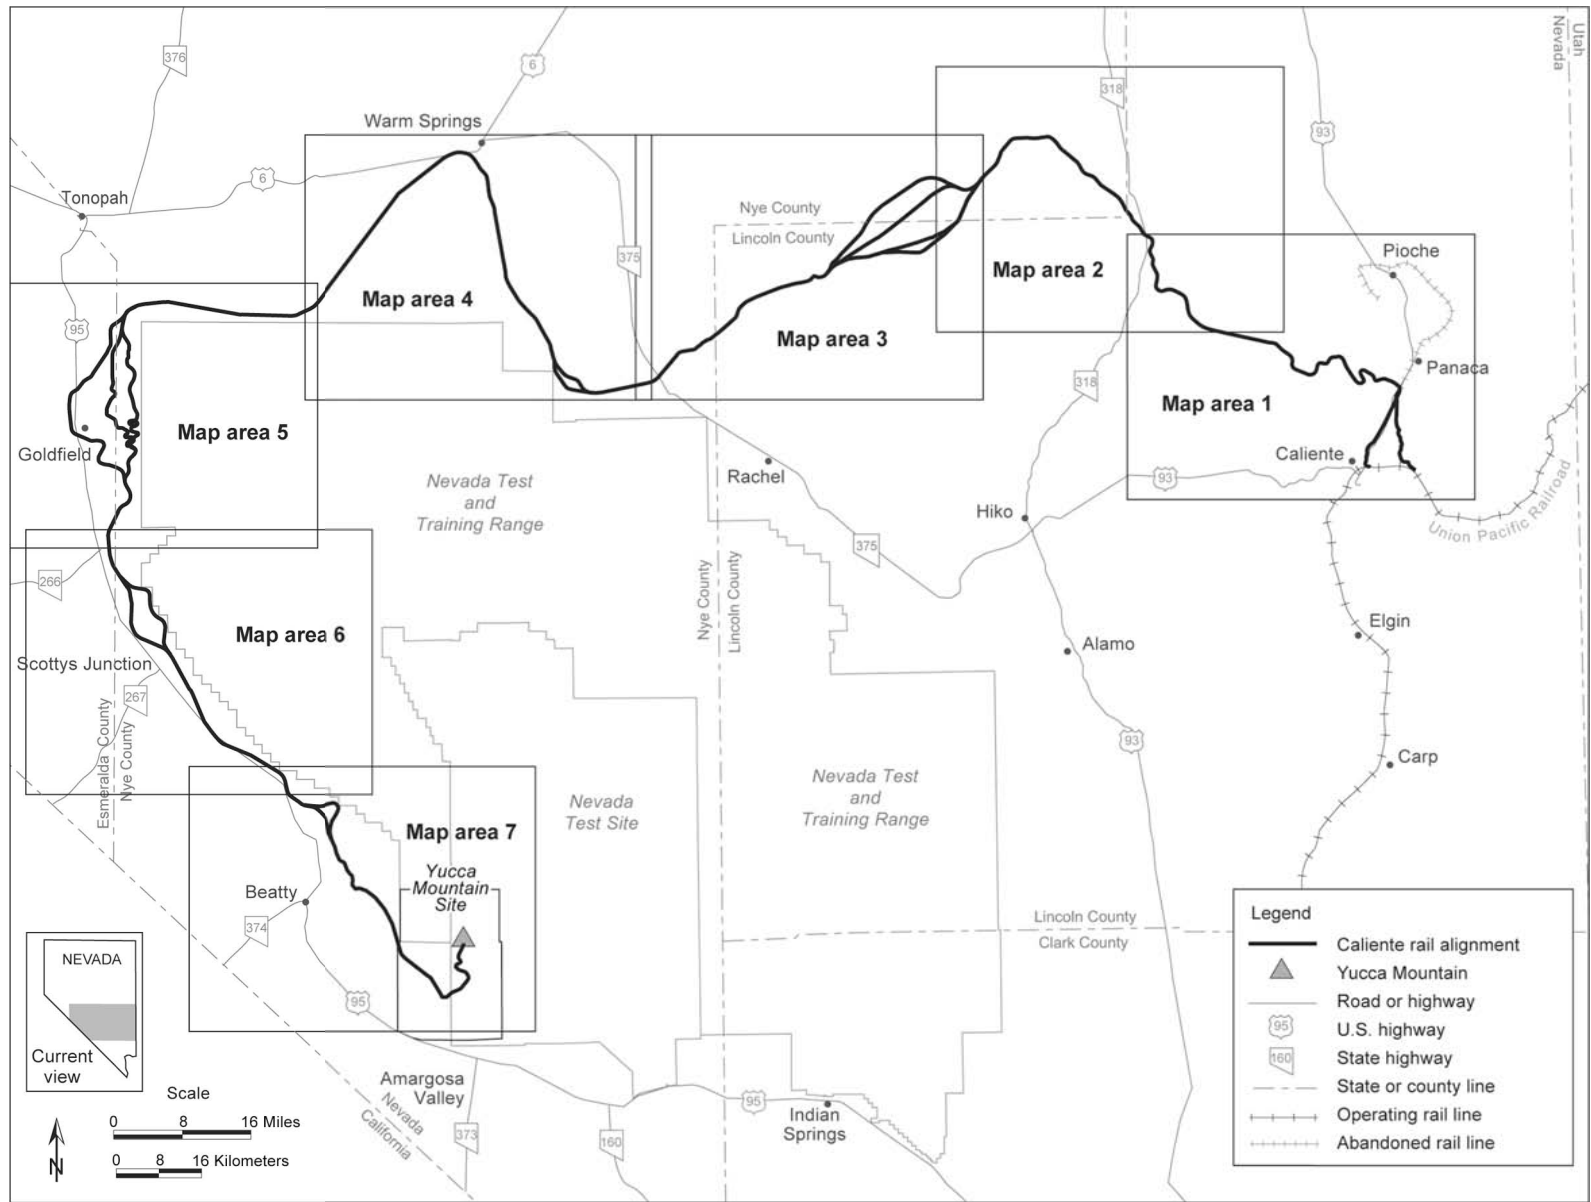 Utah
Nevada
376
6
318
93
Warm Springs
6
Tonopah
Nye County
Lincoln County
375
Pioche
Map area 2
Map area 4
95
Map area 3
Panaca
318
Map area 1
Map area 5
Goldfield
Caliente
Rachel
93
Nevada Test
and
Training Range
Hiko
Union Pacific Railroad
375
266
Nye County
Lincoln County
Elgin
Map area 6
Alamo
Scottys Junction
267
Esmeralda County
Nye County
93
Carp
Nevada Test
and
Training Range
Nevada
Test Site
Map area 7
Yucca
Mountain
Site
Beatty
374
Lincoln County
Clark County
95
NEVADA
Current
view
Amargosa
Valley
Nevada
California
373
160
95
Indian
Springs
Scale
0 8 16 Miles
0 8 16 Kilometers
N
Legend
Caliente rail alignment
Yucca Mountain
Road or highway
95
U.S. highway
160
State highway
State or county line
Operating rail line
Abandoned rail line